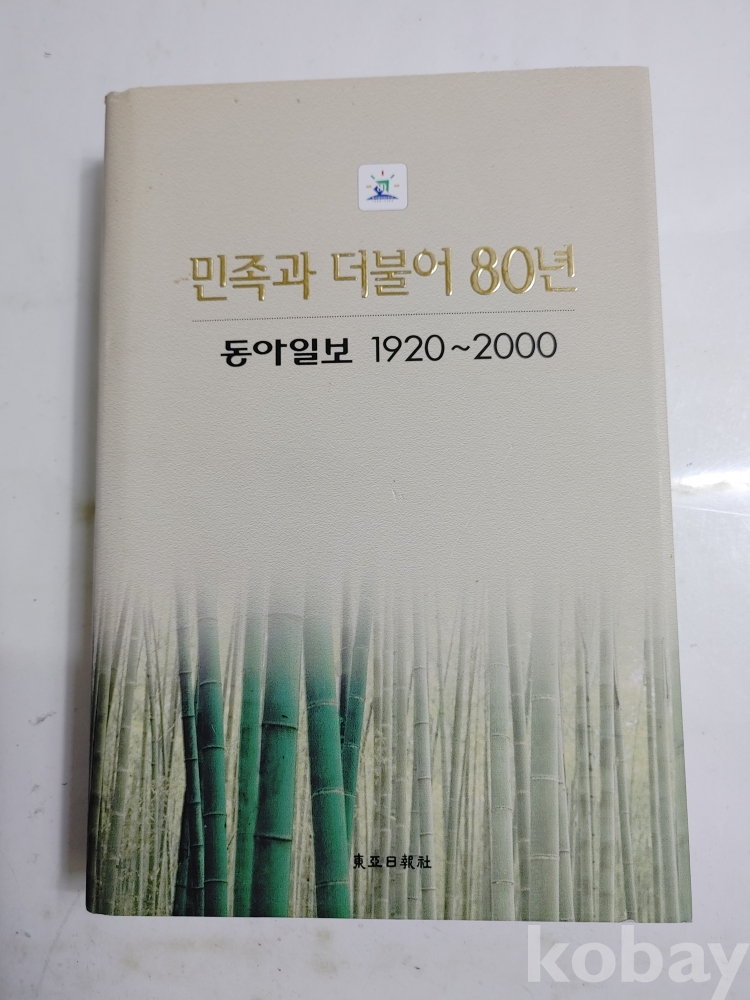 민족과 더불어 80년
동아일보 1920~2000
東亞日報社
kobay